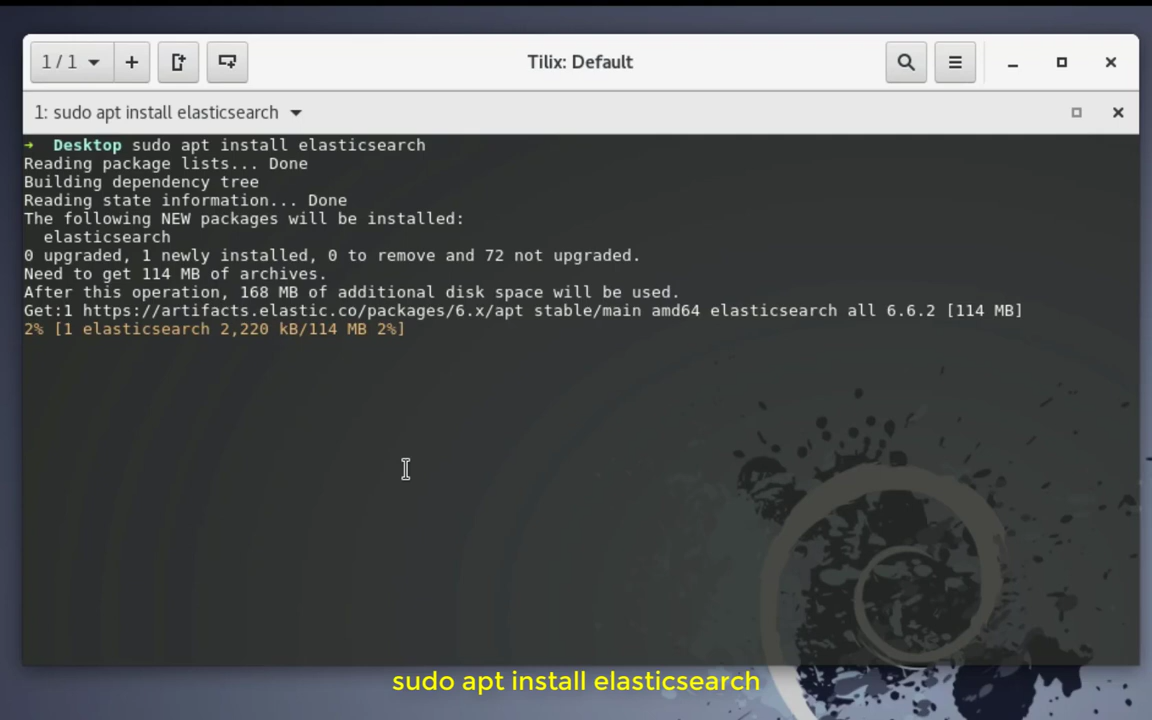 1 / 1
Tilix: Default
1: sudo apt install elasticsearch
→ Desktop sudo apt install elasticsearch
Reading package lists... Done
Building dependency tree
Reading state information... Done
The following NEW packages will be installed:
elasticsearch
0 upgraded, 1 newly installed, 0 to remove and 72 not upgraded.
Need to get 114 MB of archives.
After this operation, 168 MB of additional disk space will be used.
Get:1 https://artifacts.elastic.co/packages/6.x/apt stable/main amd64 elasticsearch all 6.6.2 [114 MB]
2% [1 elasticsearch 2,220 kB/114 MB 2%]
sudo apt install elasticsearch